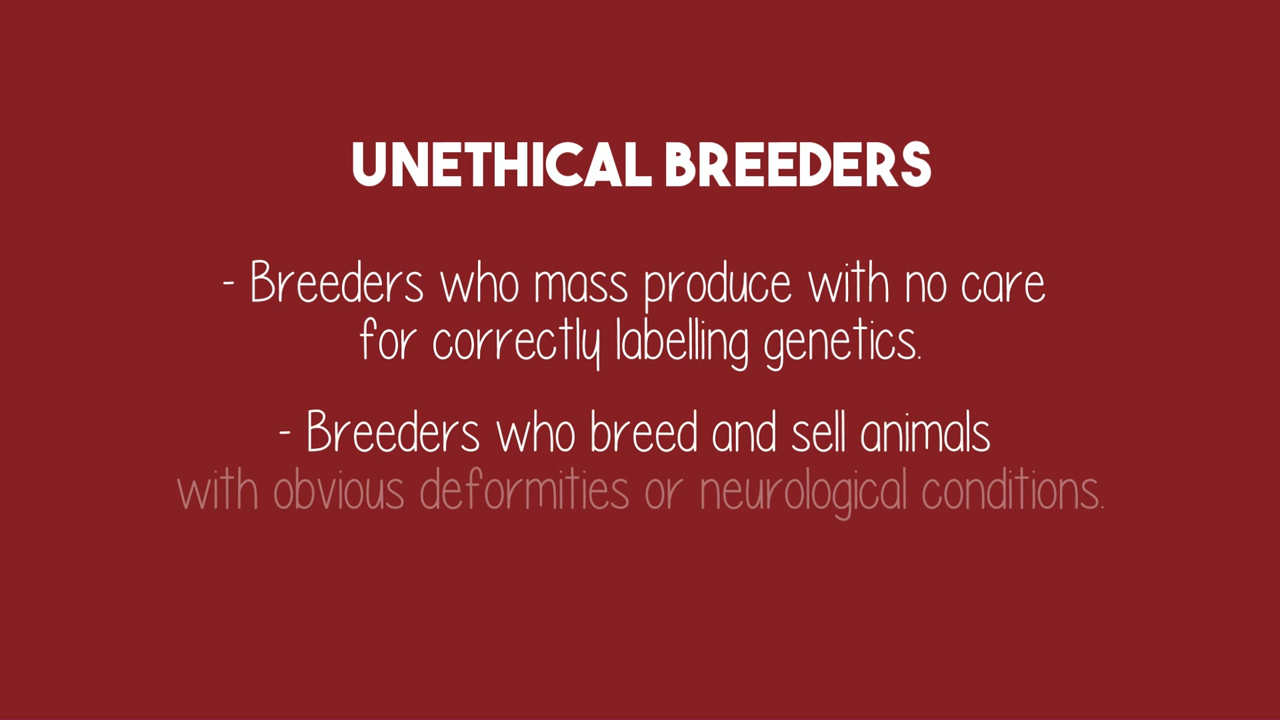 UNETHICAL BREEDERS
- Breeders who mass produce with no care
for correctly labelling genetics.
- Breeders who breed and sell animals
with obvious deformities or neurological conditions.